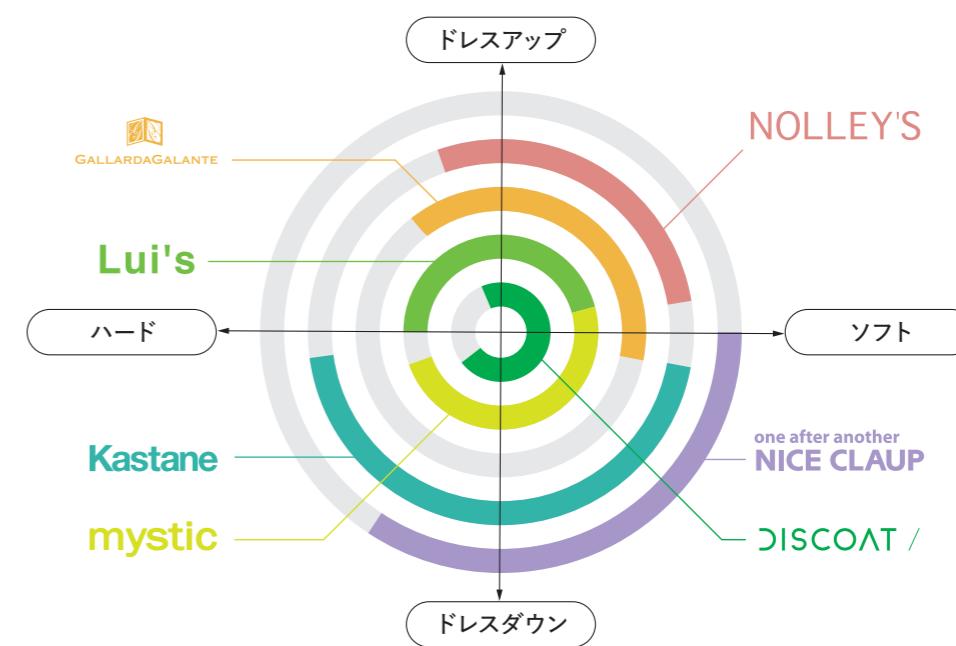 ドレスアップ
NOLLEY'S
GALLARDAGALANTE
Lui's
ハード
ソフト
Kastane
one after another
NICE CLAUP
mystic
DISCOAT /
ドレスダウン